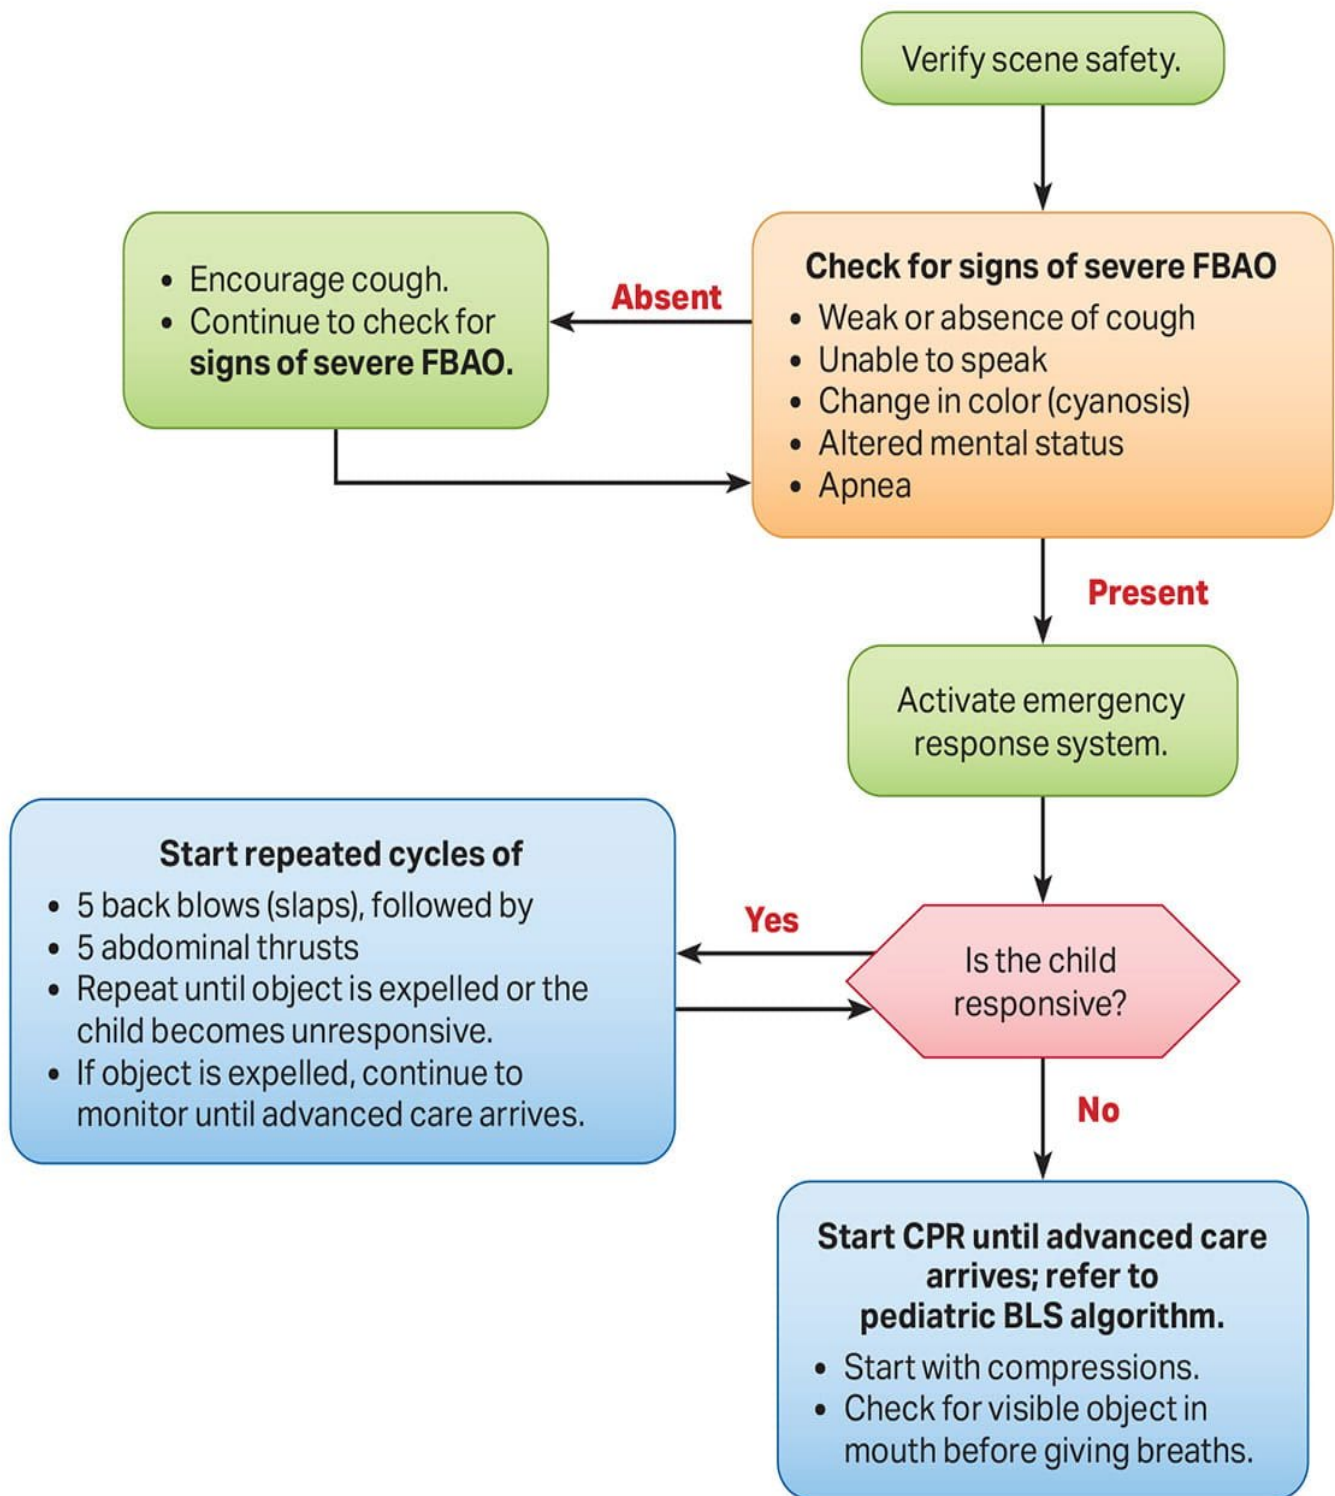 Verify scene safety.
Check for signs of severe FBAO
• Weak or absence of cough
• Unable to speak
• Change in color (cyanosis)
• Altered mental status
• Apnea
Absent
• Encourage cough.
• Continue to check for
signs of severe FBAO.
Present
Activate emergency
response system.
Is the child
responsive?
Yes
Start repeated cycles of
• 5 back blows (slaps), followed by
• 5 abdominal thrusts
• Repeat until object is expelled or the
child becomes unresponsive.
• If object is expelled, continue to
monitor until advanced care arrives.
No
Start CPR until advanced care
arrives; refer to
pediatric BLS algorithm.
• Start with compressions.
• Check for visible object in
mouth before giving breaths.